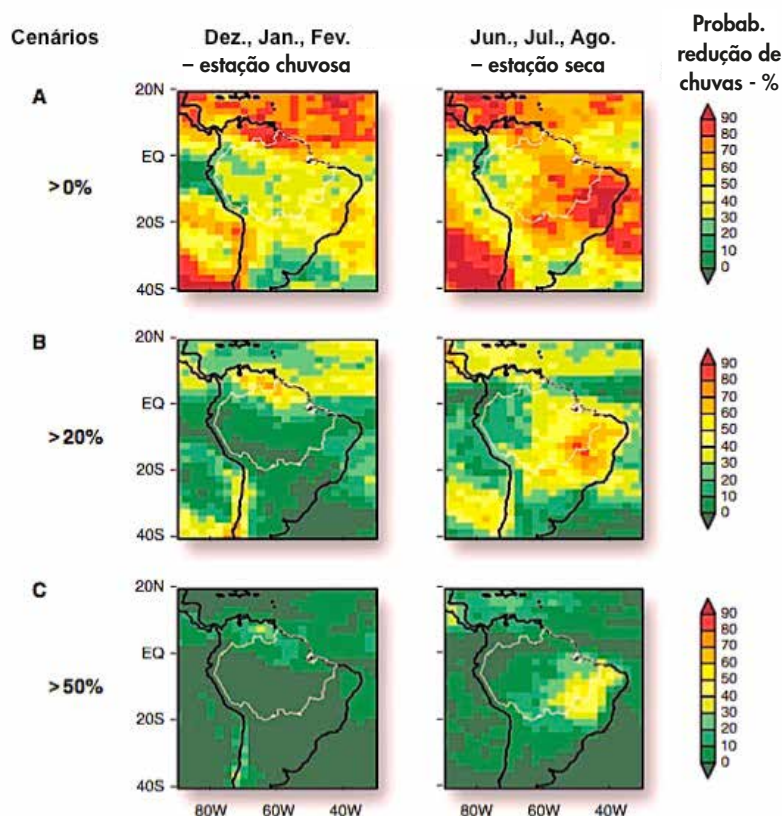 Cenários
Dez., Jan., Fev.
– estação chuvosa
Jun., Jul., Ago.
– estação seca
Probab.
redução de
chuvas - %
A
>0%
20N
EQ
20S
40S
90
80
70
60
50
40
30
20
10
0
B
>20%
20N
EQ
20S
40S
90
80
70
60
50
40
30
20
10
0
C
>50%
20N
EQ
20S
40S
80W 60W 40W
80W 60W 40W
90
80
70
60
50
40
30
20
10
0